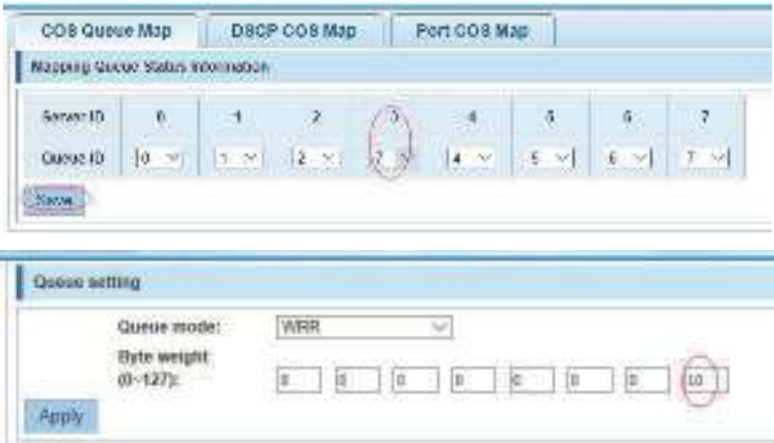 COS Queue Map DSCP COS Map Port COS Map
Mapping Queue Status Information
Server ID 0 1 2 3 4 5 6 7
Queue ID 0 1 2 7 4 5 6 7
Save
Queue setting
Queue mode: WRR
Byte weight
(0~127): 10
Apply